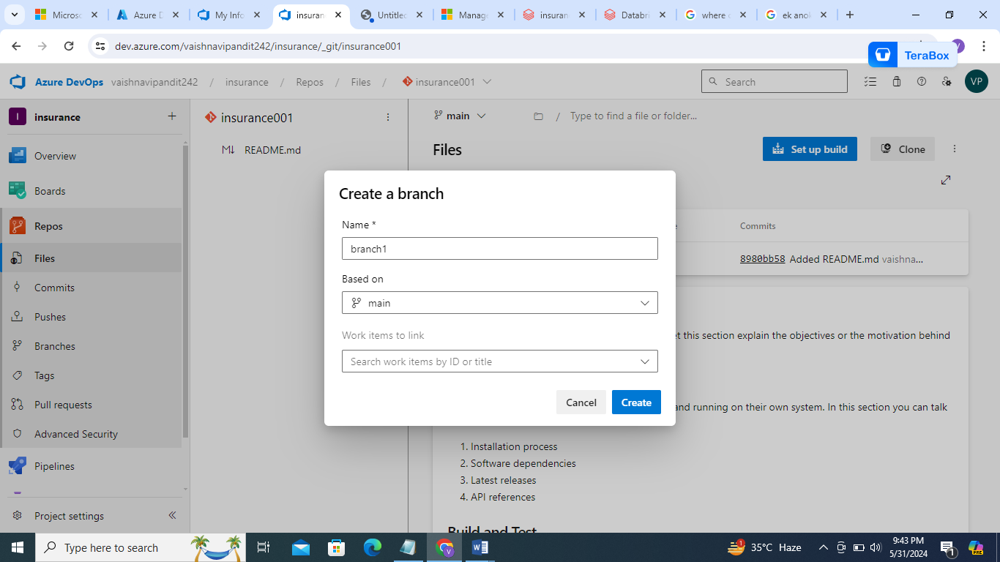 Microso
Azure D
My Info
insuran
Untitled
Manage
insuran
Databri
where c
ek anok
dev.azure.com/vaishnavipandit242/insurance/_git/insurance001
TeraBox
Azure DevOps vaishnavipandit242 / insurance / Repos / Files / insurance001
Search
VP
I insurance
insurance001
main
/ Type to find a file or folder...
README.md
Files
Set up build
Clone
Overview
Boards
Repos
Files
Commits
Pushes
Branches
Tags
Pull requests
Advanced Security
Pipelines
Project settings
Create a branch
Name *
branch1
Based on
main
Work items to link
Search work items by ID or title
Cancel
Create
Commits
8980bb58 Added README.md vaishna...
this section explain the objectives or the motivation behind
and running on their own system. In this section you can talk
1. Installation process
2. Software dependencies
3. Latest releases
4. API references
Build and Test
Type here to search
35°C Haze
9:43 PM
5/31/2024